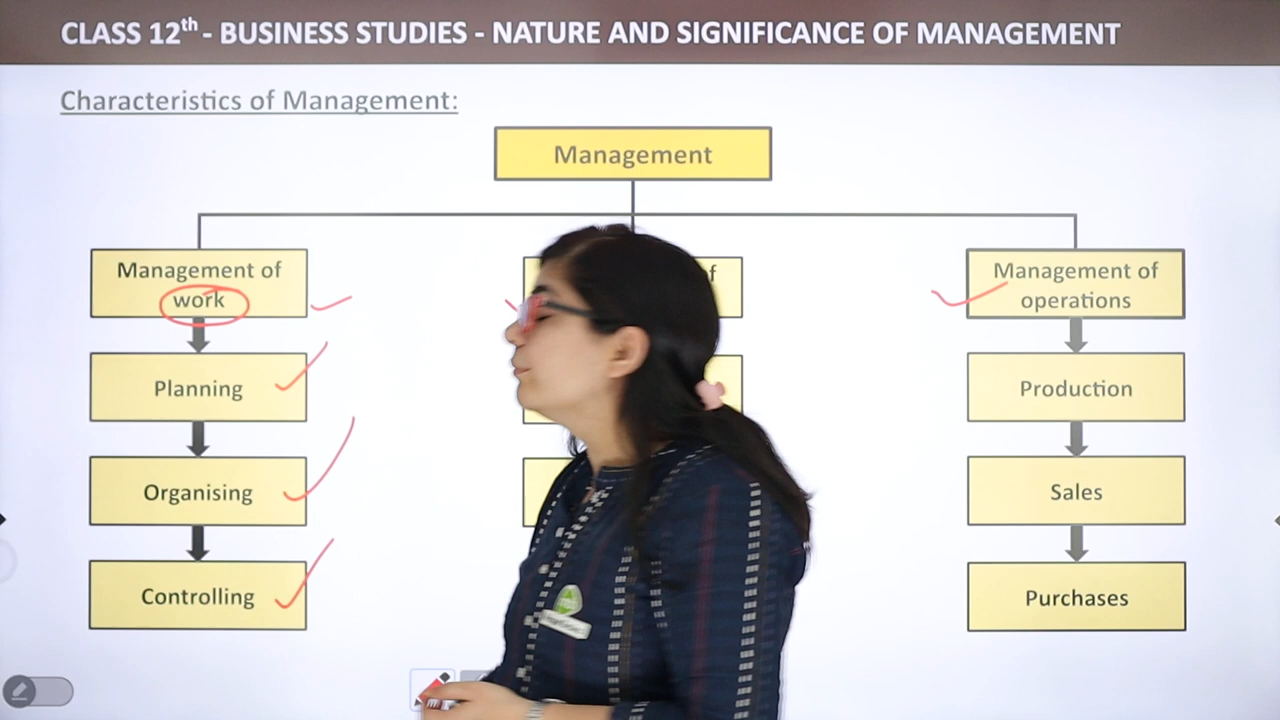 CLASS 12th - BUSINESS STUDIES - NATURE AND SIGNIFICANCE OF MANAGEMENT
Characteristics of Management:
Management
Management of
work
Planning
Organising
Controlling
Management of
operations
Production
Sales
Purchases